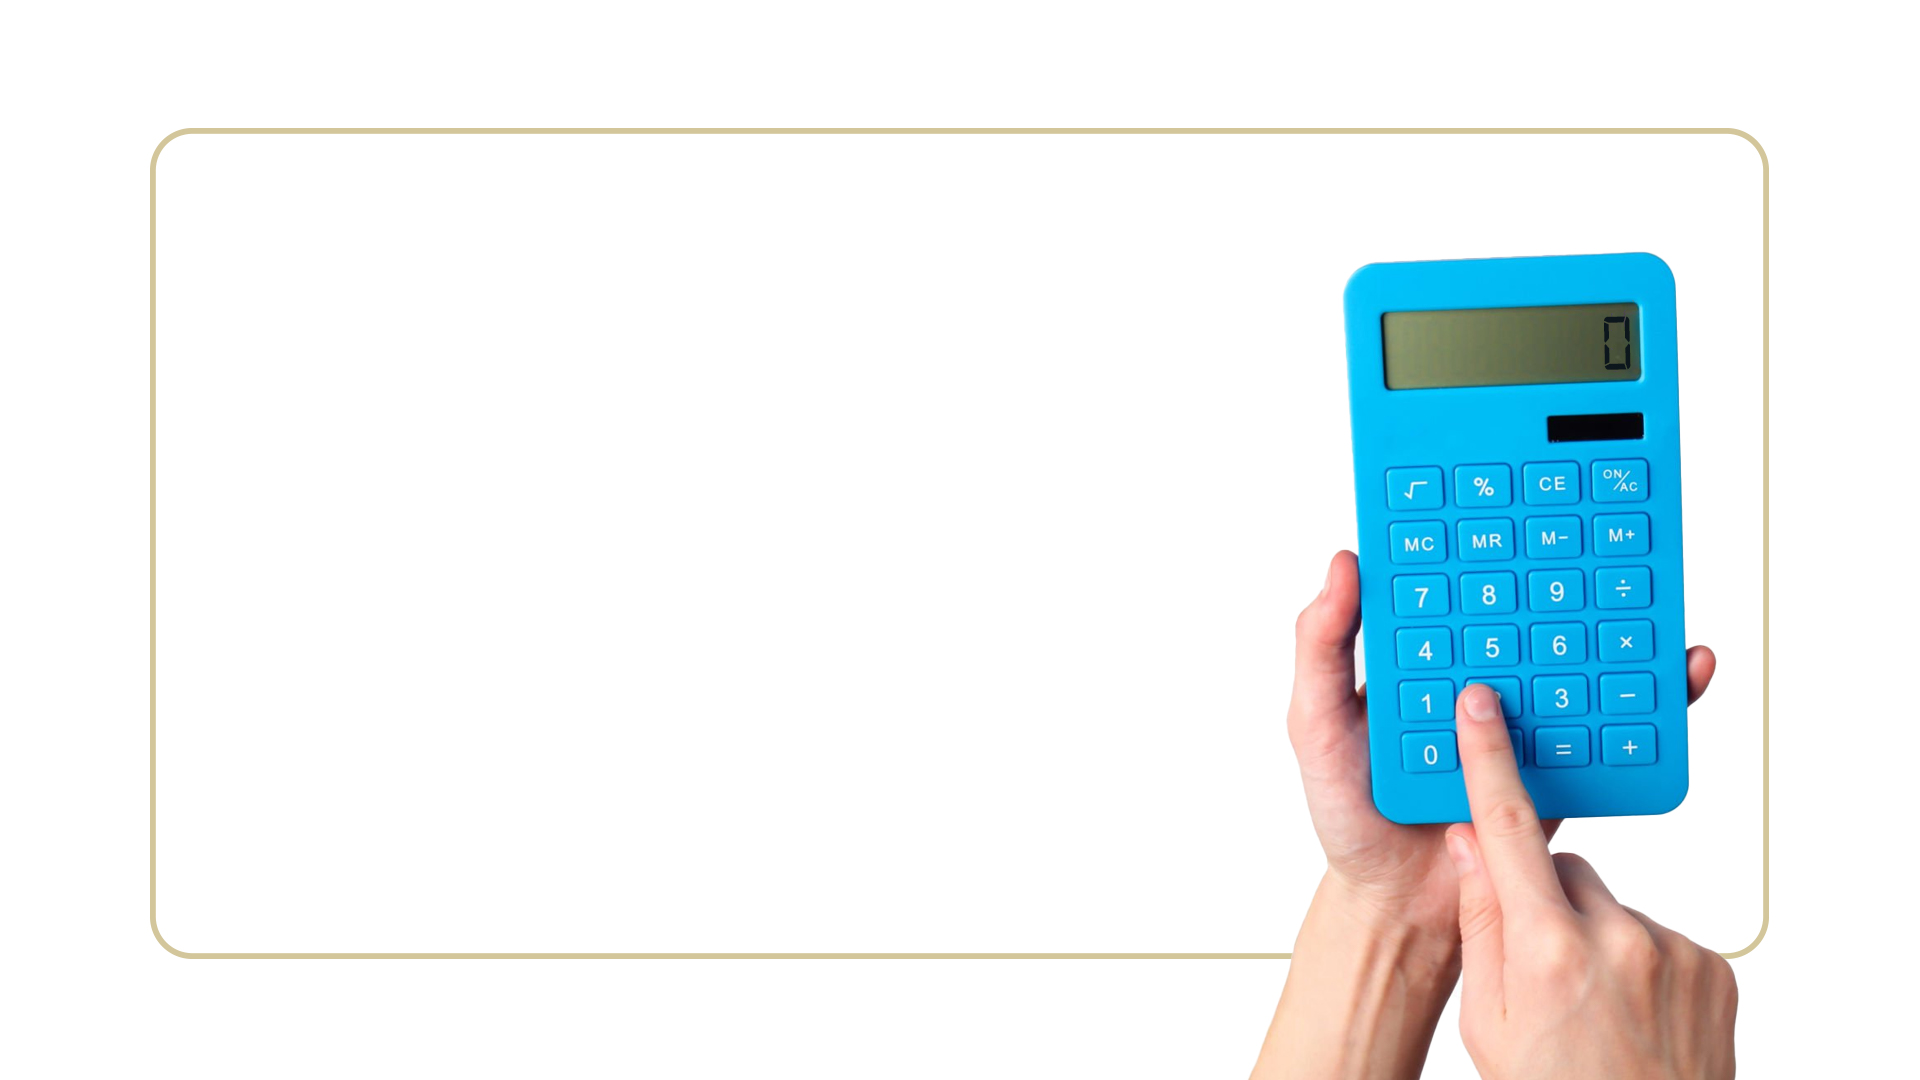 0
√ % CE ON/AC
MC MR M− M+
7 8 9 ÷
4 5 6 ×
1 3 −
0 = +